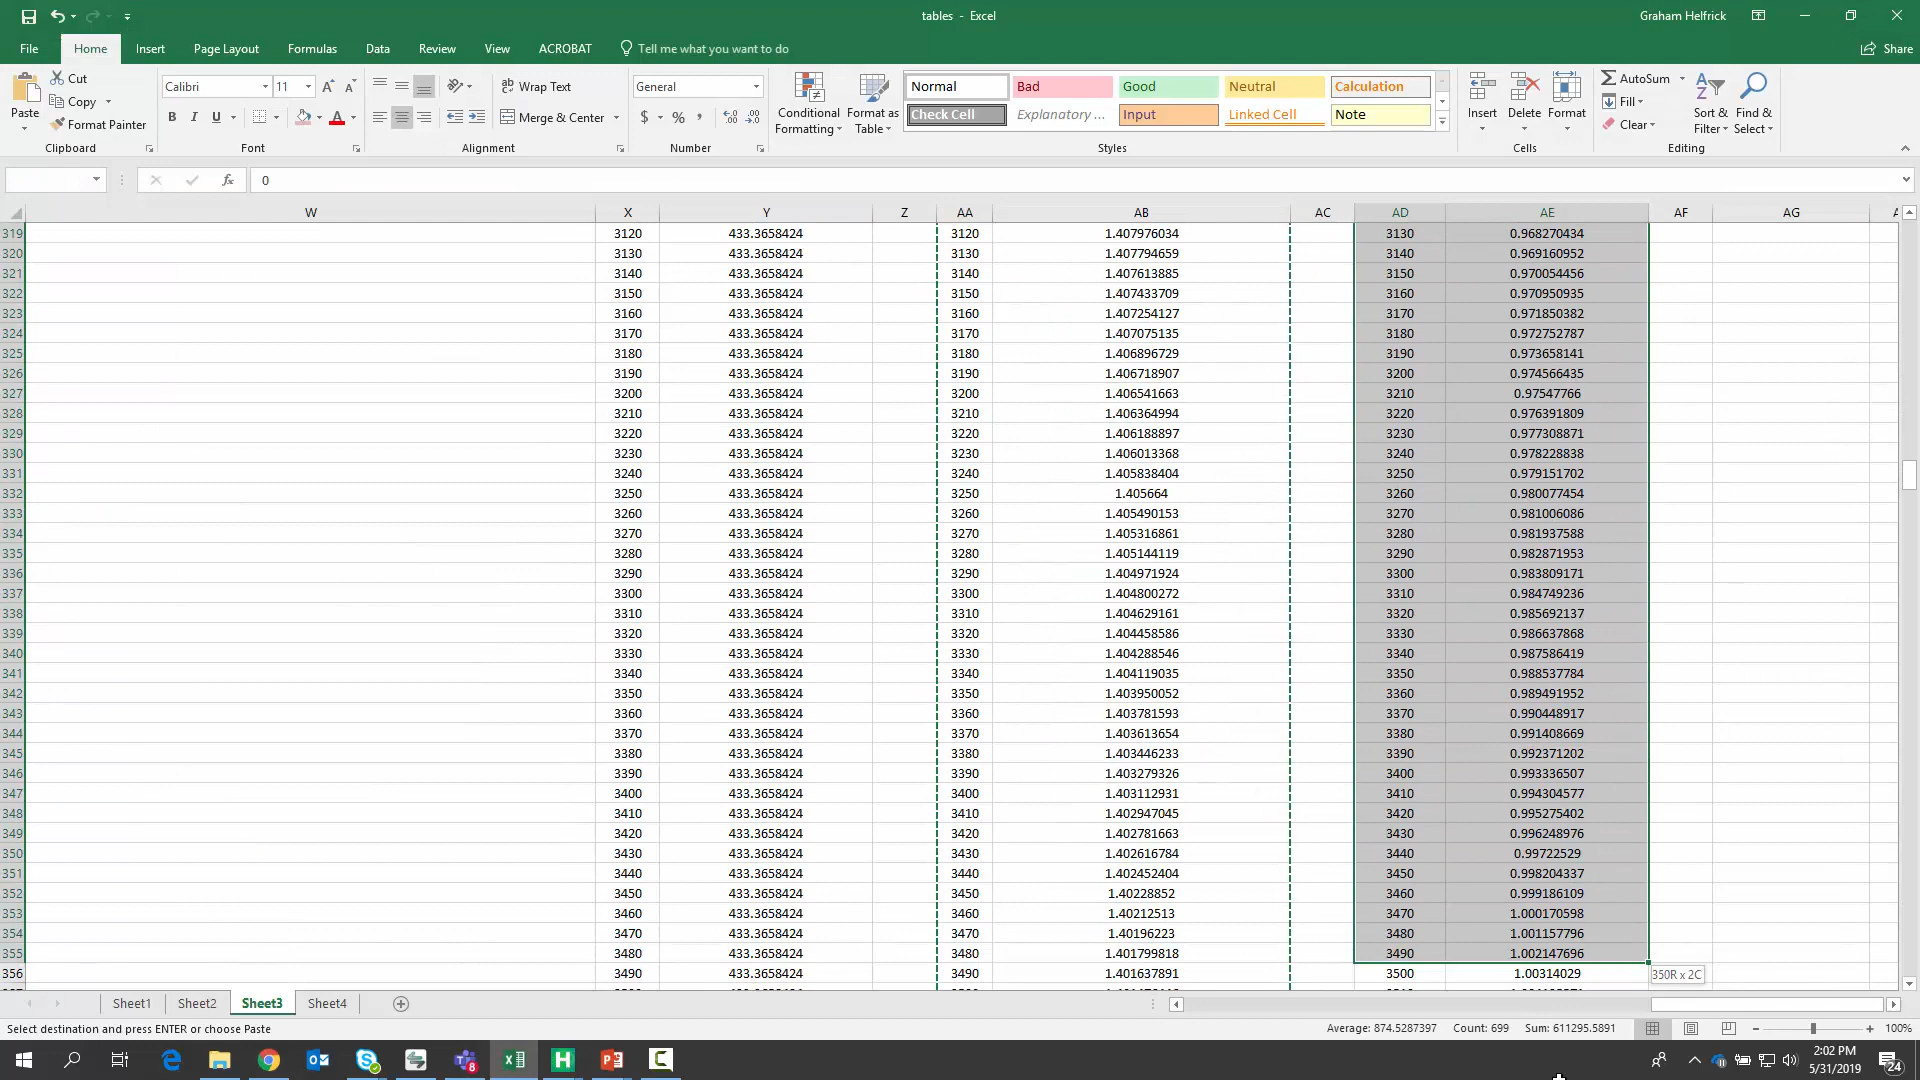 tables - Excel
Graham Helfrick
File Home Insert Page Layout Formulas Data Review View ACROBAT Tell me what you want to do
Share
Paste
Cut
Copy
Format Painter
Clipboard
Calibri 11
B I U
Font
Wrap Text
Merge & Center
Alignment
General
$ %
Number
Conditional Formatting
Format as Table
Normal Bad Good Neutral Calculation
Check Cell Explanatory ... Input Linked Cell Note
Styles
Insert Delete Format
Cells
AutoSum
Fill
Clear
Sort & Filter
Find & Select
Editing
fx 0
W X Y Z AA AB AC AD AE AF AG A
319 3120 433.3658424 3120 1.407976034 3130 0.968270434
320 3130 433.3658424 3130 1.407794659 3140 0.969160952
321 3140 433.3658424 3140 1.407613885 3150 0.970054456
322 3150 433.3658424 3150 1.407433709 3160 0.970950935
323 3160 433.3658424 3160 1.407254127 3170 0.971850382
324 3170 433.3658424 3170 1.407075135 3180 0.972752787
325 3180 433.3658424 3180 1.406896729 3190 0.973658141
326 3190 433.3658424 3190 1.406718907 3200 0.974566435
327 3200 433.3658424 3200 1.406541663 3210 0.97547766
328 3210 433.3658424 3210 1.406364994 3220 0.976391809
329 3220 433.3658424 3220 1.406188897 3230 0.977308871
330 3230 433.3658424 3230 1.406013368 3240 0.978228838
331 3240 433.3658424 3240 1.405838404 3250 0.979151702
332 3250 433.3658424 3250 1.405664 3260 0.980077454
333 3260 433.3658424 3260 1.405490153 3270 0.981006086
334 3270 433.3658424 3270 1.405316861 3280 0.981937588
335 3280 433.3658424 3280 1.405144119 3290 0.982871953
336 3290 433.3658424 3290 1.404971924 3300 0.983809171
337 3300 433.3658424 3300 1.404800272 3310 0.984749236
338 3310 433.3658424 3310 1.404629161 3320 0.985692137
339 3320 433.3658424 3320 1.404458586 3330 0.986637868
340 3330 433.3658424 3330 1.404288546 3340 0.987586419
341 3340 433.3658424 3340 1.404119035 3350 0.988537784
342 3350 433.3658424 3350 1.403950052 3360 0.989491952
343 3360 433.3658424 3360 1.403781593 3370 0.990448917
344 3370 433.3658424 3370 1.403613654 3380 0.991408669
345 3380 433.3658424 3380 1.403446233 3390 0.992371202
346 3390 433.3658424 3390 1.403279326 3400 0.993336507
347 3400 433.3658424 3400 1.403112931 3410 0.994304577
348 3410 433.3658424 3410 1.402947045 3420 0.995275402
349 3420 433.3658424 3420 1.402781663 3430 0.996248976
350 3430 433.3658424 3430 1.402616784 3440 0.99722529
351 3440 433.3658424 3440 1.402452404 3450 0.998204337
352 3450 433.3658424 3450 1.40228852 3460 0.999186109
353 3460 433.3658424 3460 1.40212513 3470 1.000170598
354 3470 433.3658424 3470 1.40196223 3480 1.001157796
355 3480 433.3658424 3480 1.401799818 3490 1.002147696
356 3490 433.3658424 3490 1.401637891 3500 1.00314029
350R x 2C
Sheet1 Sheet2 Sheet3 Sheet4
Select destination and press ENTER or choose Paste
Average: 874.5287397 Count: 699 Sum: 611295.5891
100%
2:02 PM
5/31/2019
8
24